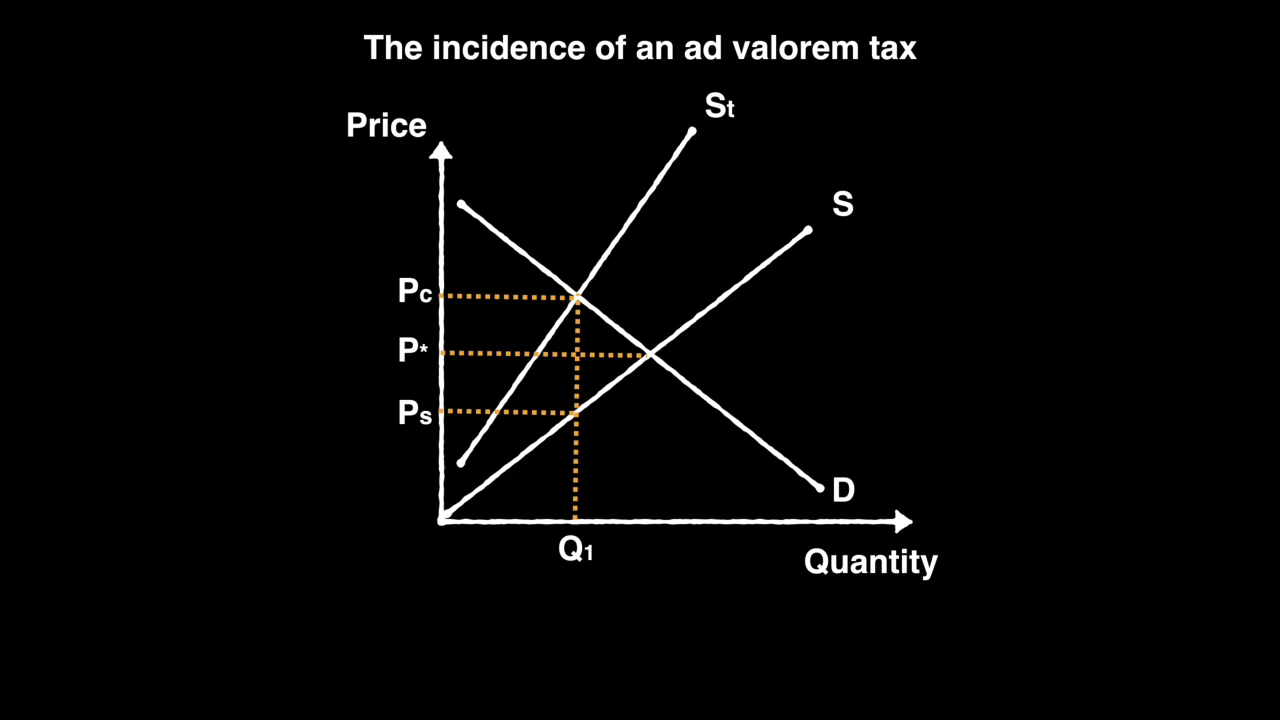 The incidence of an ad valorem tax
St
Price
S
Pc
P*
Ps
D
Q1
Quantity